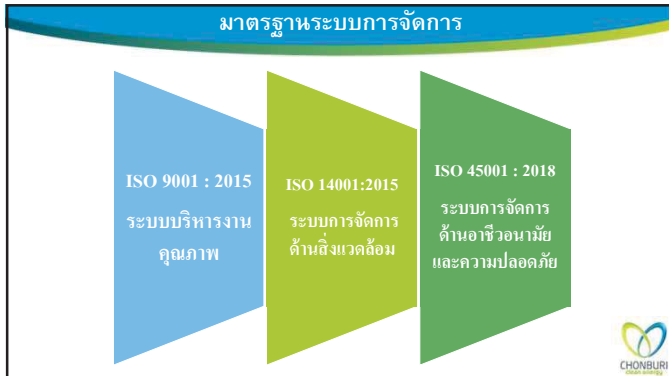 มาตรฐานระบบการจัดการ
ISO 9001 : 2015
ระบบบริหารงาน
คุณภาพ
ISO 14001:2015
ระบบการจัดการ
ด้านสิ่งแวดล้อม
ISO 45001 : 2018
ระบบการจัดการ
ด้านอาชีวอนามัย
และความปลอดภัย
CHONBURI
clean energy